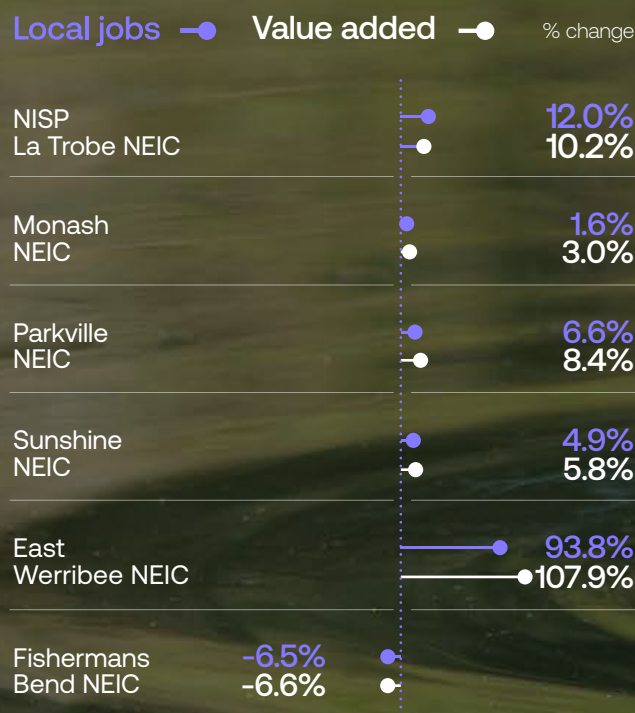 Local jobs Value added % change
NISP 12.0%
La Trobe NEIC 10.2%
Monash 1.6%
NEIC 3.0%
Parkville 6.6%
NEIC 8.4%
Sunshine 4.9%
NEIC 5.8%
East 93.8%
Werribee NEIC 107.9%
Fishermans -6.5%
Bend NEIC -6.6%